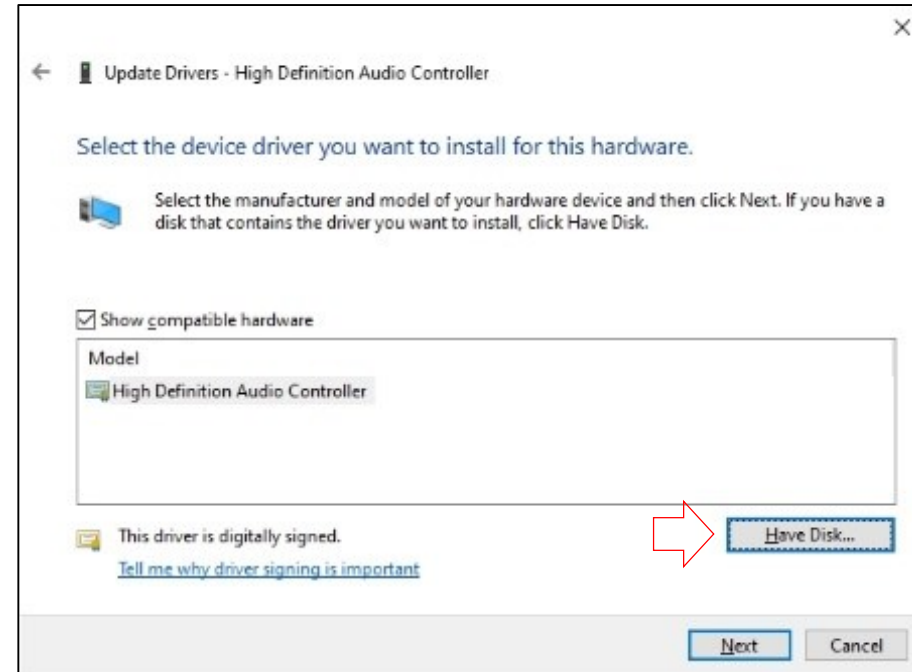 Update Drivers - High Definition Audio Controller
Select the device driver you want to install for this hardware.
Select the manufacturer and model of your hardware device and then click Next. If you have a
disk that contains the driver you want to install, click Have Disk.
Show compatible hardware
Model
High Definition Audio Controller
This driver is digitally signed.
Have Disk...
Tell me why driver signing is important
Next
Cancel